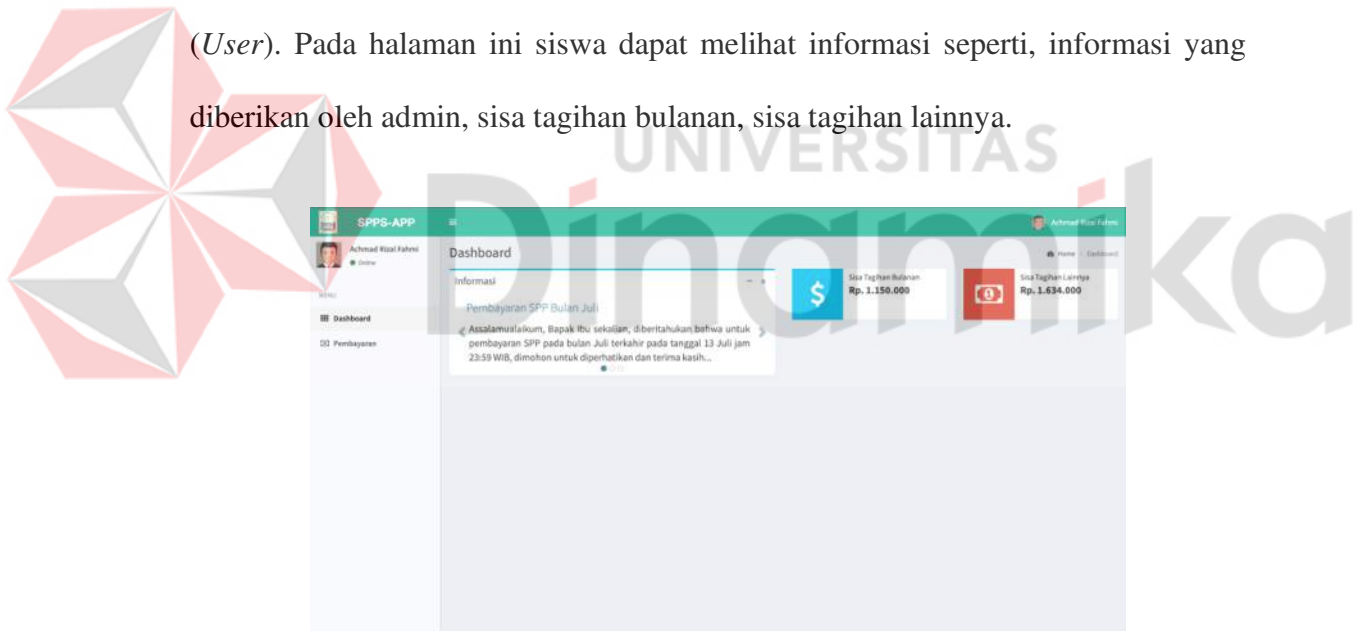 (User). Pada halaman ini siswa dapat melihat informasi seperti, informasi yang
diberikan oleh admin, sisa tagihan bulanan, sisa tagihan lainnya.
UNIVERSITAS
Dinamika
SPPS-APP
Achmad Rizal Fahmi
Achmad Rizal Fahmi
Online
MENU
Dashboard
Pembayaran
Dashboard
Home / Dashboard
Informasi
Pembayaran SPP Bulan Juli
Assalamualaikum, Bapak Ibu sekalian, diberitahukan bahwa untuk
pembayaran SPP pada bulan Juli terkahir pada tanggal 13 Juli jam
23:59 WIB, dimohon untuk diperhatikan dan terima kasih...
Sisa Tagihan Bulanan
Rp. 1.150.000
Sisa Tagihan Lainnya
Rp. 1.634.000